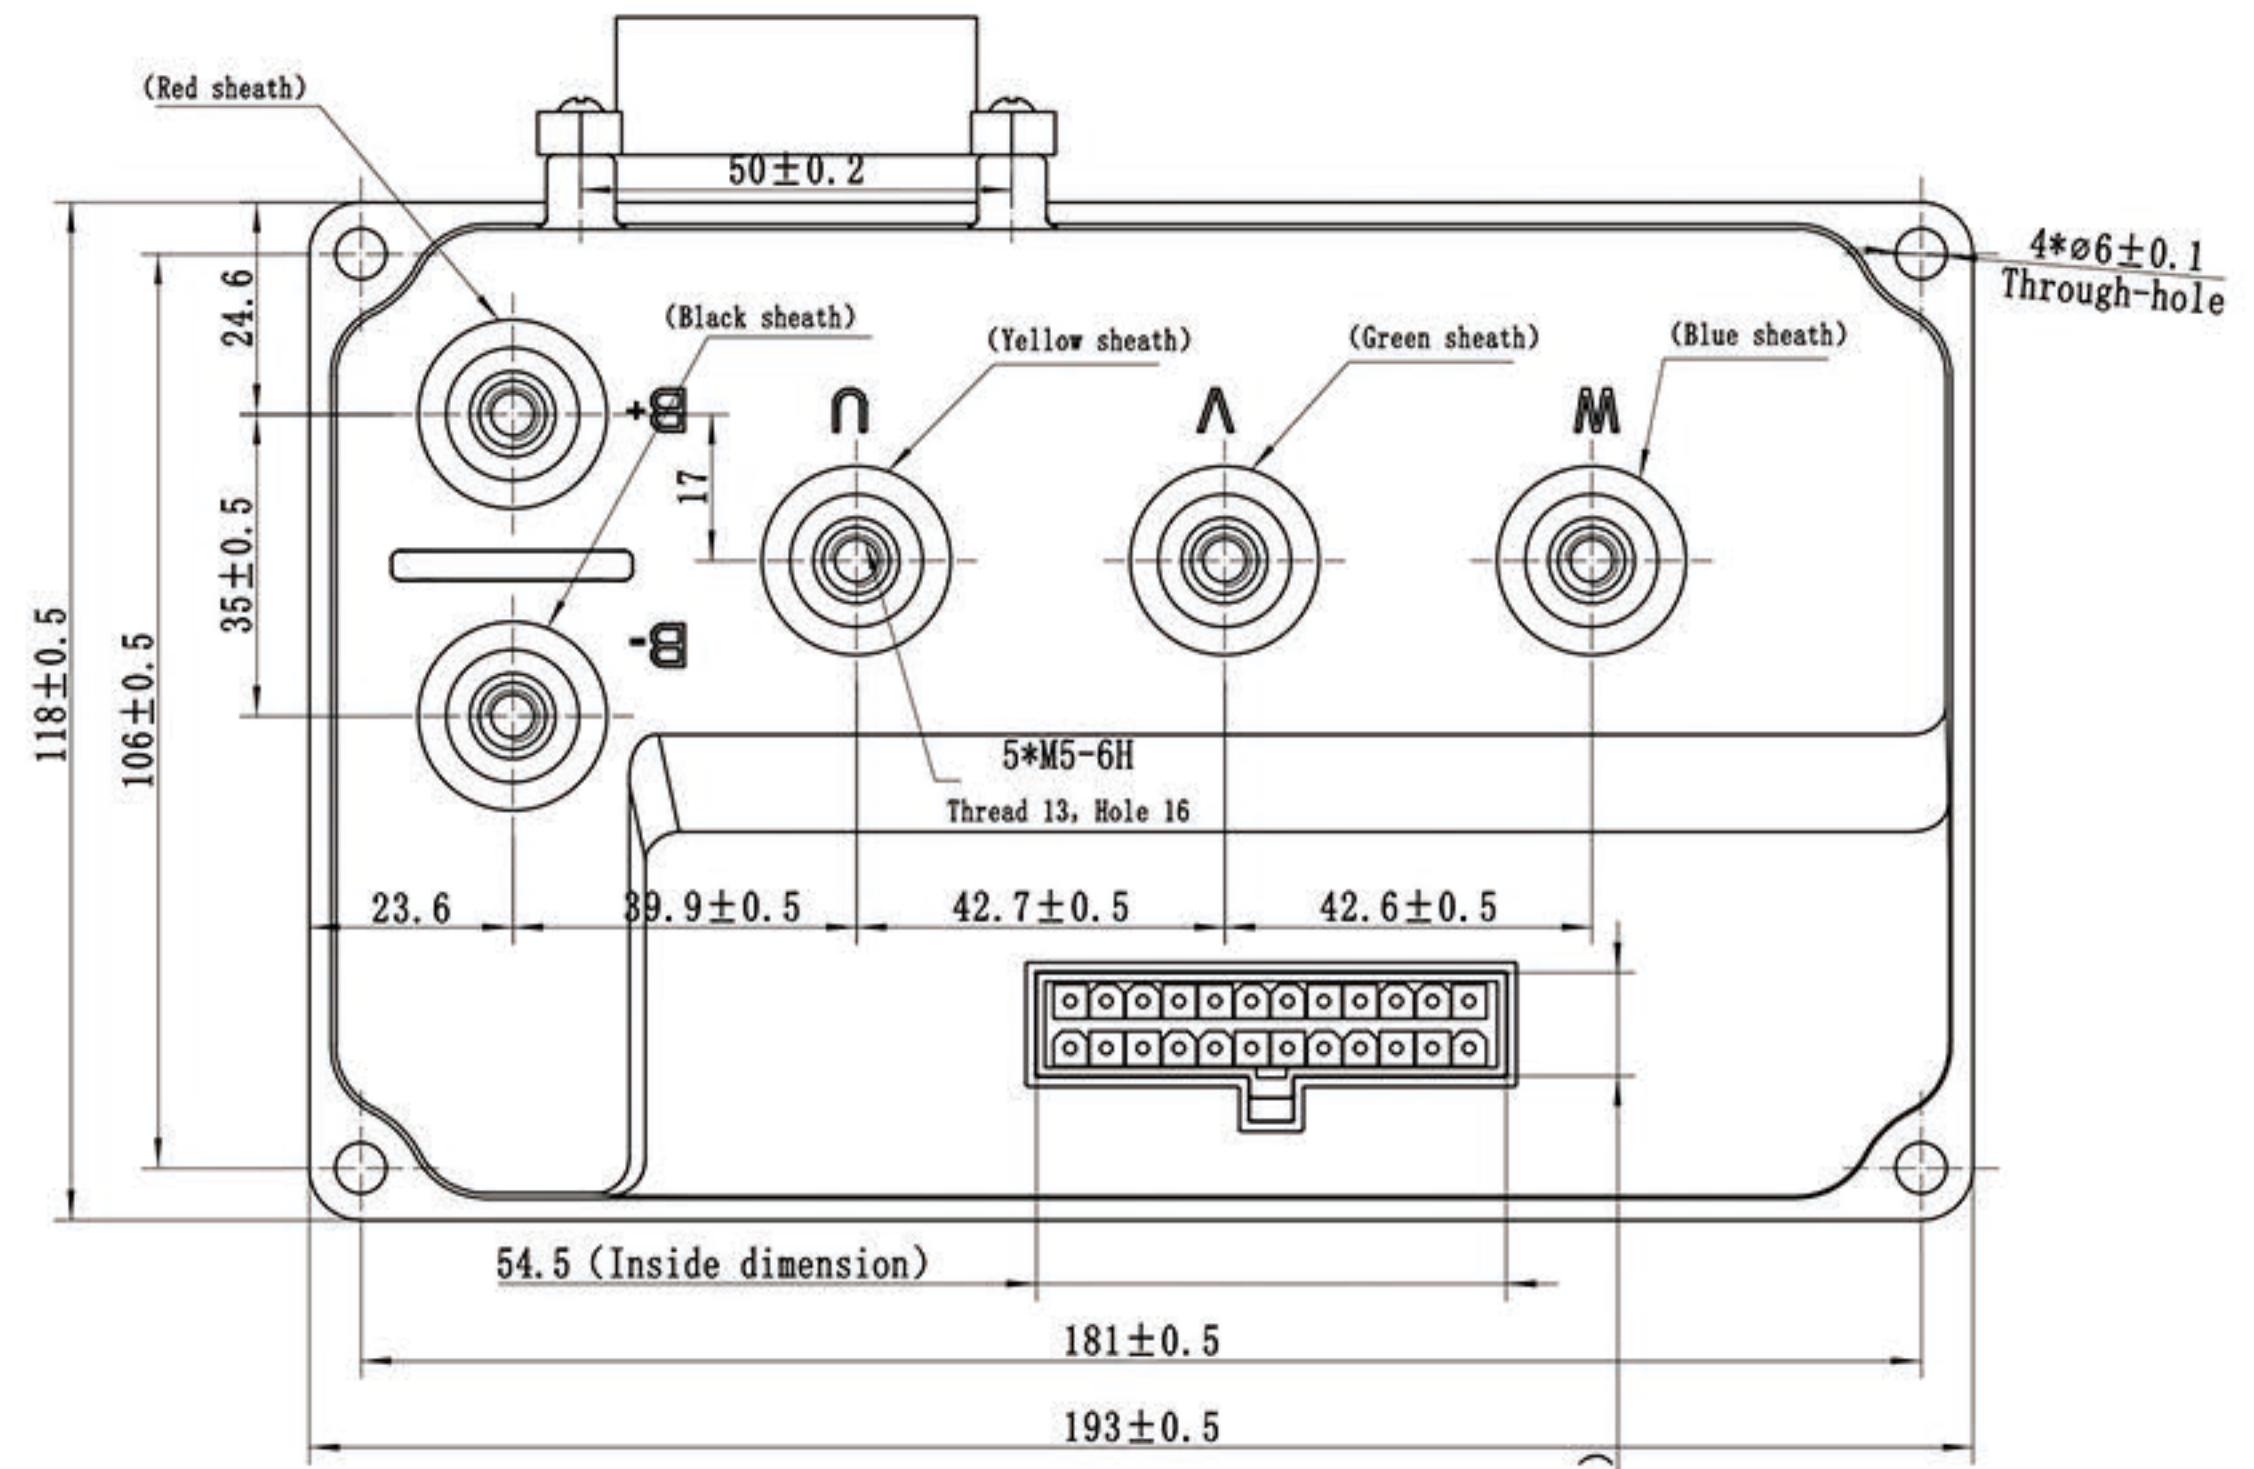 (Red sheath)
50±0.2
4*ø6±0.1
Through-hole
24.6
(Black sheath)
(Yellow sheath)
(Green sheath)
(Blue sheath)
B+
U
V
W
17
35±0.5
B-
118±0.5
106±0.5
5*M5-6H
Thread 13, Hole 16
23.6
39.9±0.5
42.7±0.5
42.6±0.5
54.5(Inside dimension)
181±0.5
193±0.5
)